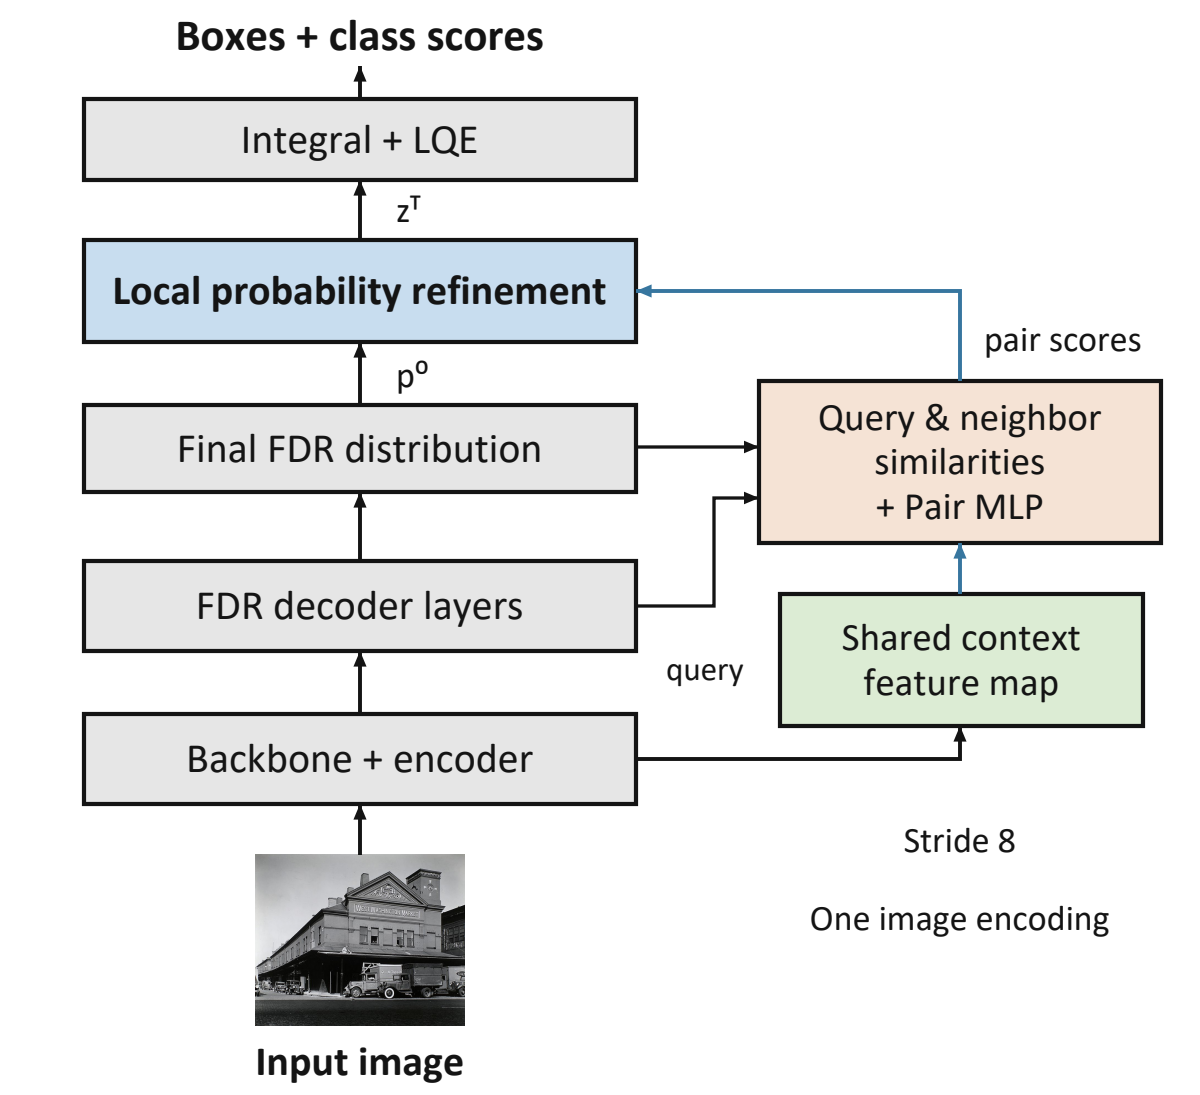 Boxes + class scores
Integral + LQE
zᵀ
Local probability refinement
pair scores
p⁰
Query & neighbor
similarities
+ Pair MLP
Final FDR distribution
FDR decoder layers
Shared context
feature map
query
Backbone + encoder
Stride 8
One image encoding
Input image